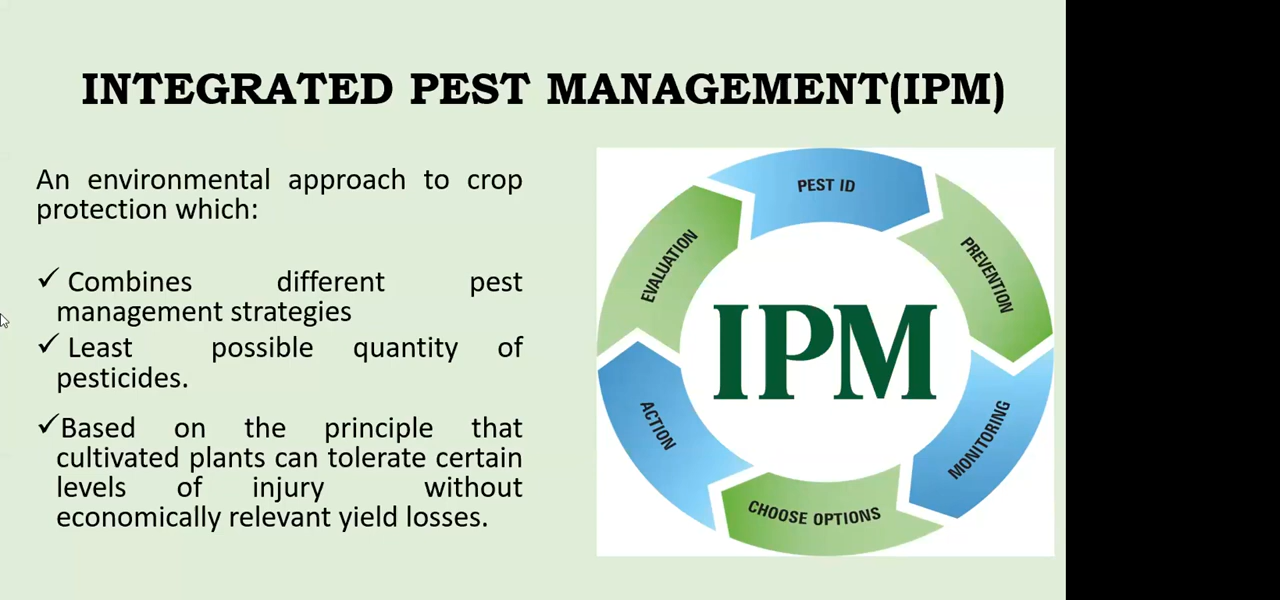 INTEGRATED PEST MANAGEMENT(IPM)
An environmental approach to crop
protection which:
✓ Combines different pest
management strategies
✓ Least possible quantity of
pesticides.
✓Based on the principle that
cultivated plants can tolerate certain
levels of injury without
economically relevant yield losses.
PEST ID
PREVENTION
MONITORING
CHOOSE OPTIONS
ACTION
EVALUATION
IPM